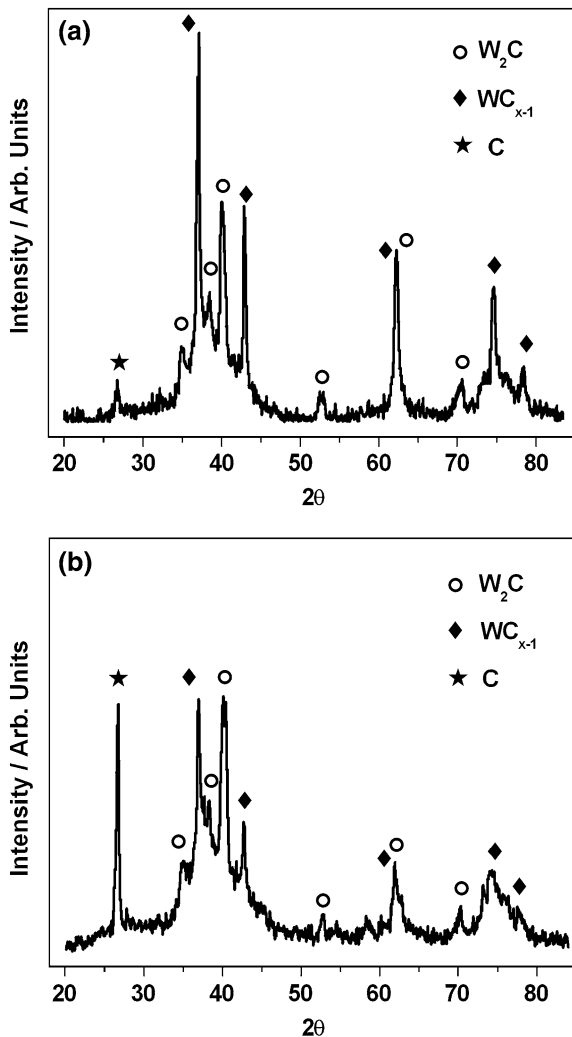 (a)
W₂C
WCₓ₋₁
C
Intensity / Arb. Units
20 30 40 50 60 70 80
2θ
(b)
W₂C
WCₓ₋₁
C
Intensity / Arb. Units
20 30 40 50 60 70 80
2θ